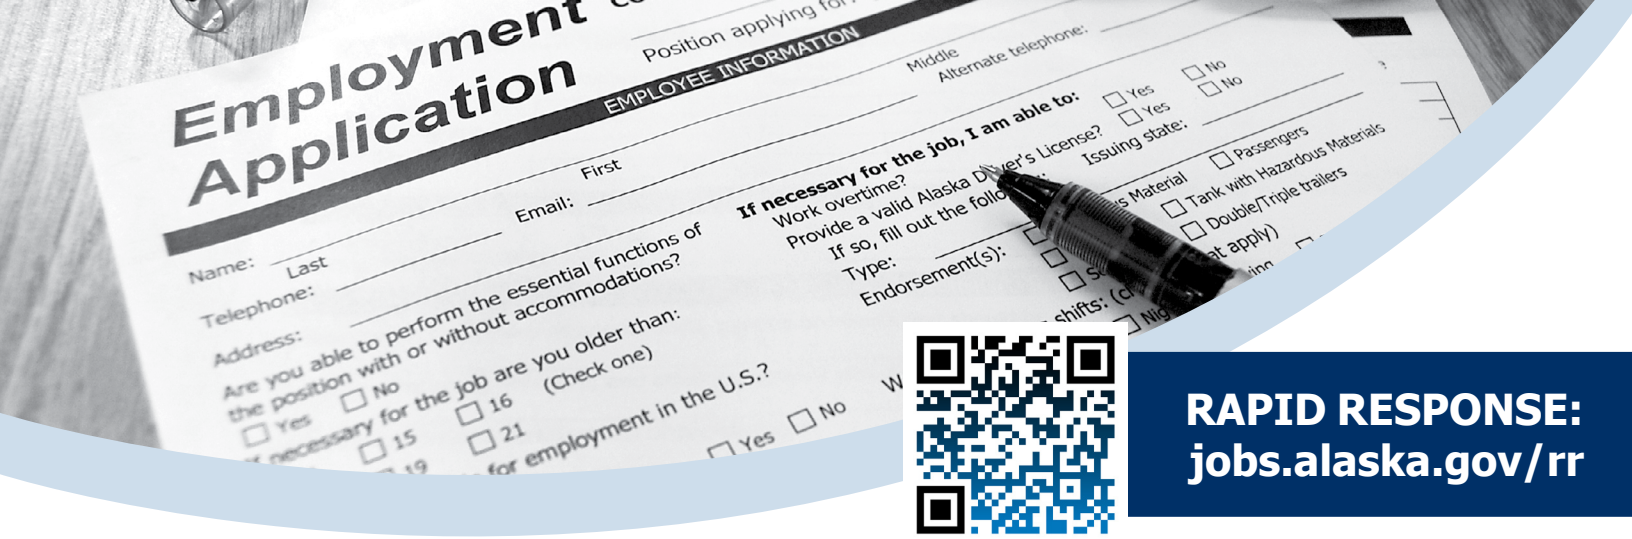 Employment
Application
Position applying for:
EMPLOYEE INFORMATION
Name:
Last
First
Middle
Telephone:
Email:
Alternate telephone:
Address:
Are you able to perform the essential functions of
the position with or without accommodations?
Yes
No
necessary for the job are you older than:
15
16
(Check one)
19
21
for employment in the U.S.?
Yes
No
If necessary for the job, I am able to:
Work overtime?
Yes
No
Provide a valid Alaska Driver's License?
Yes
No
If so, fill out the
Type:
Issuing state:
Endorsement(s):
Material
Passengers
Tank with Hazardous Materials
Double/Triple trailers
shifts:
apply)
RAPID RESPONSE:
jobs.alaska.gov/rr